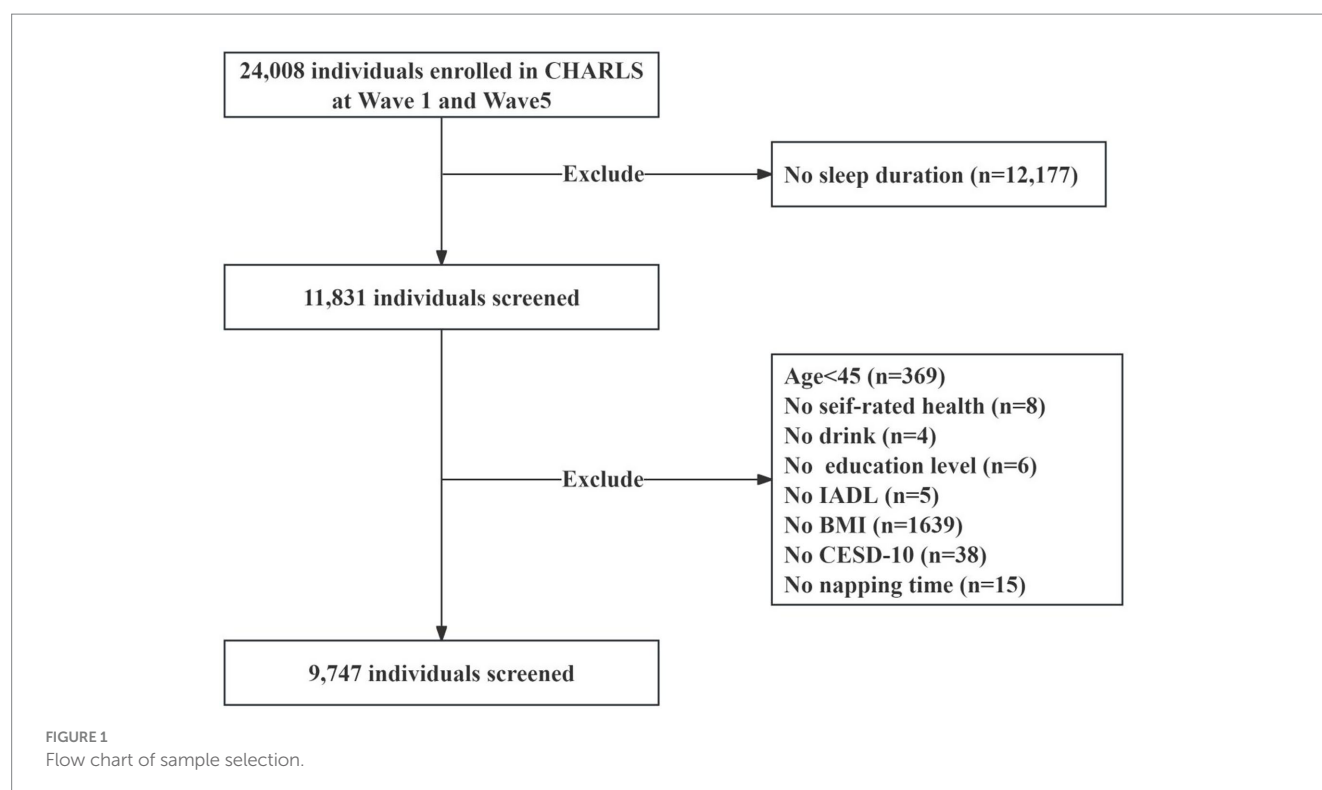 24,008 individuals enrolled in CHARLS
at Wave 1 and Wave5
Exclude
No sleep duration (n=12,177)
11,831 individuals screened
Exclude
Age<45 (n=369)
No seif-rated health (n=8)
No drink (n=4)
No  education level (n=6)
No IADL (n=5)
No BMI (n=1639)
No CESD-10 (n=38)
No napping time (n=15)
9,747 individuals screened
FIGURE 1
Flow chart of sample selection.